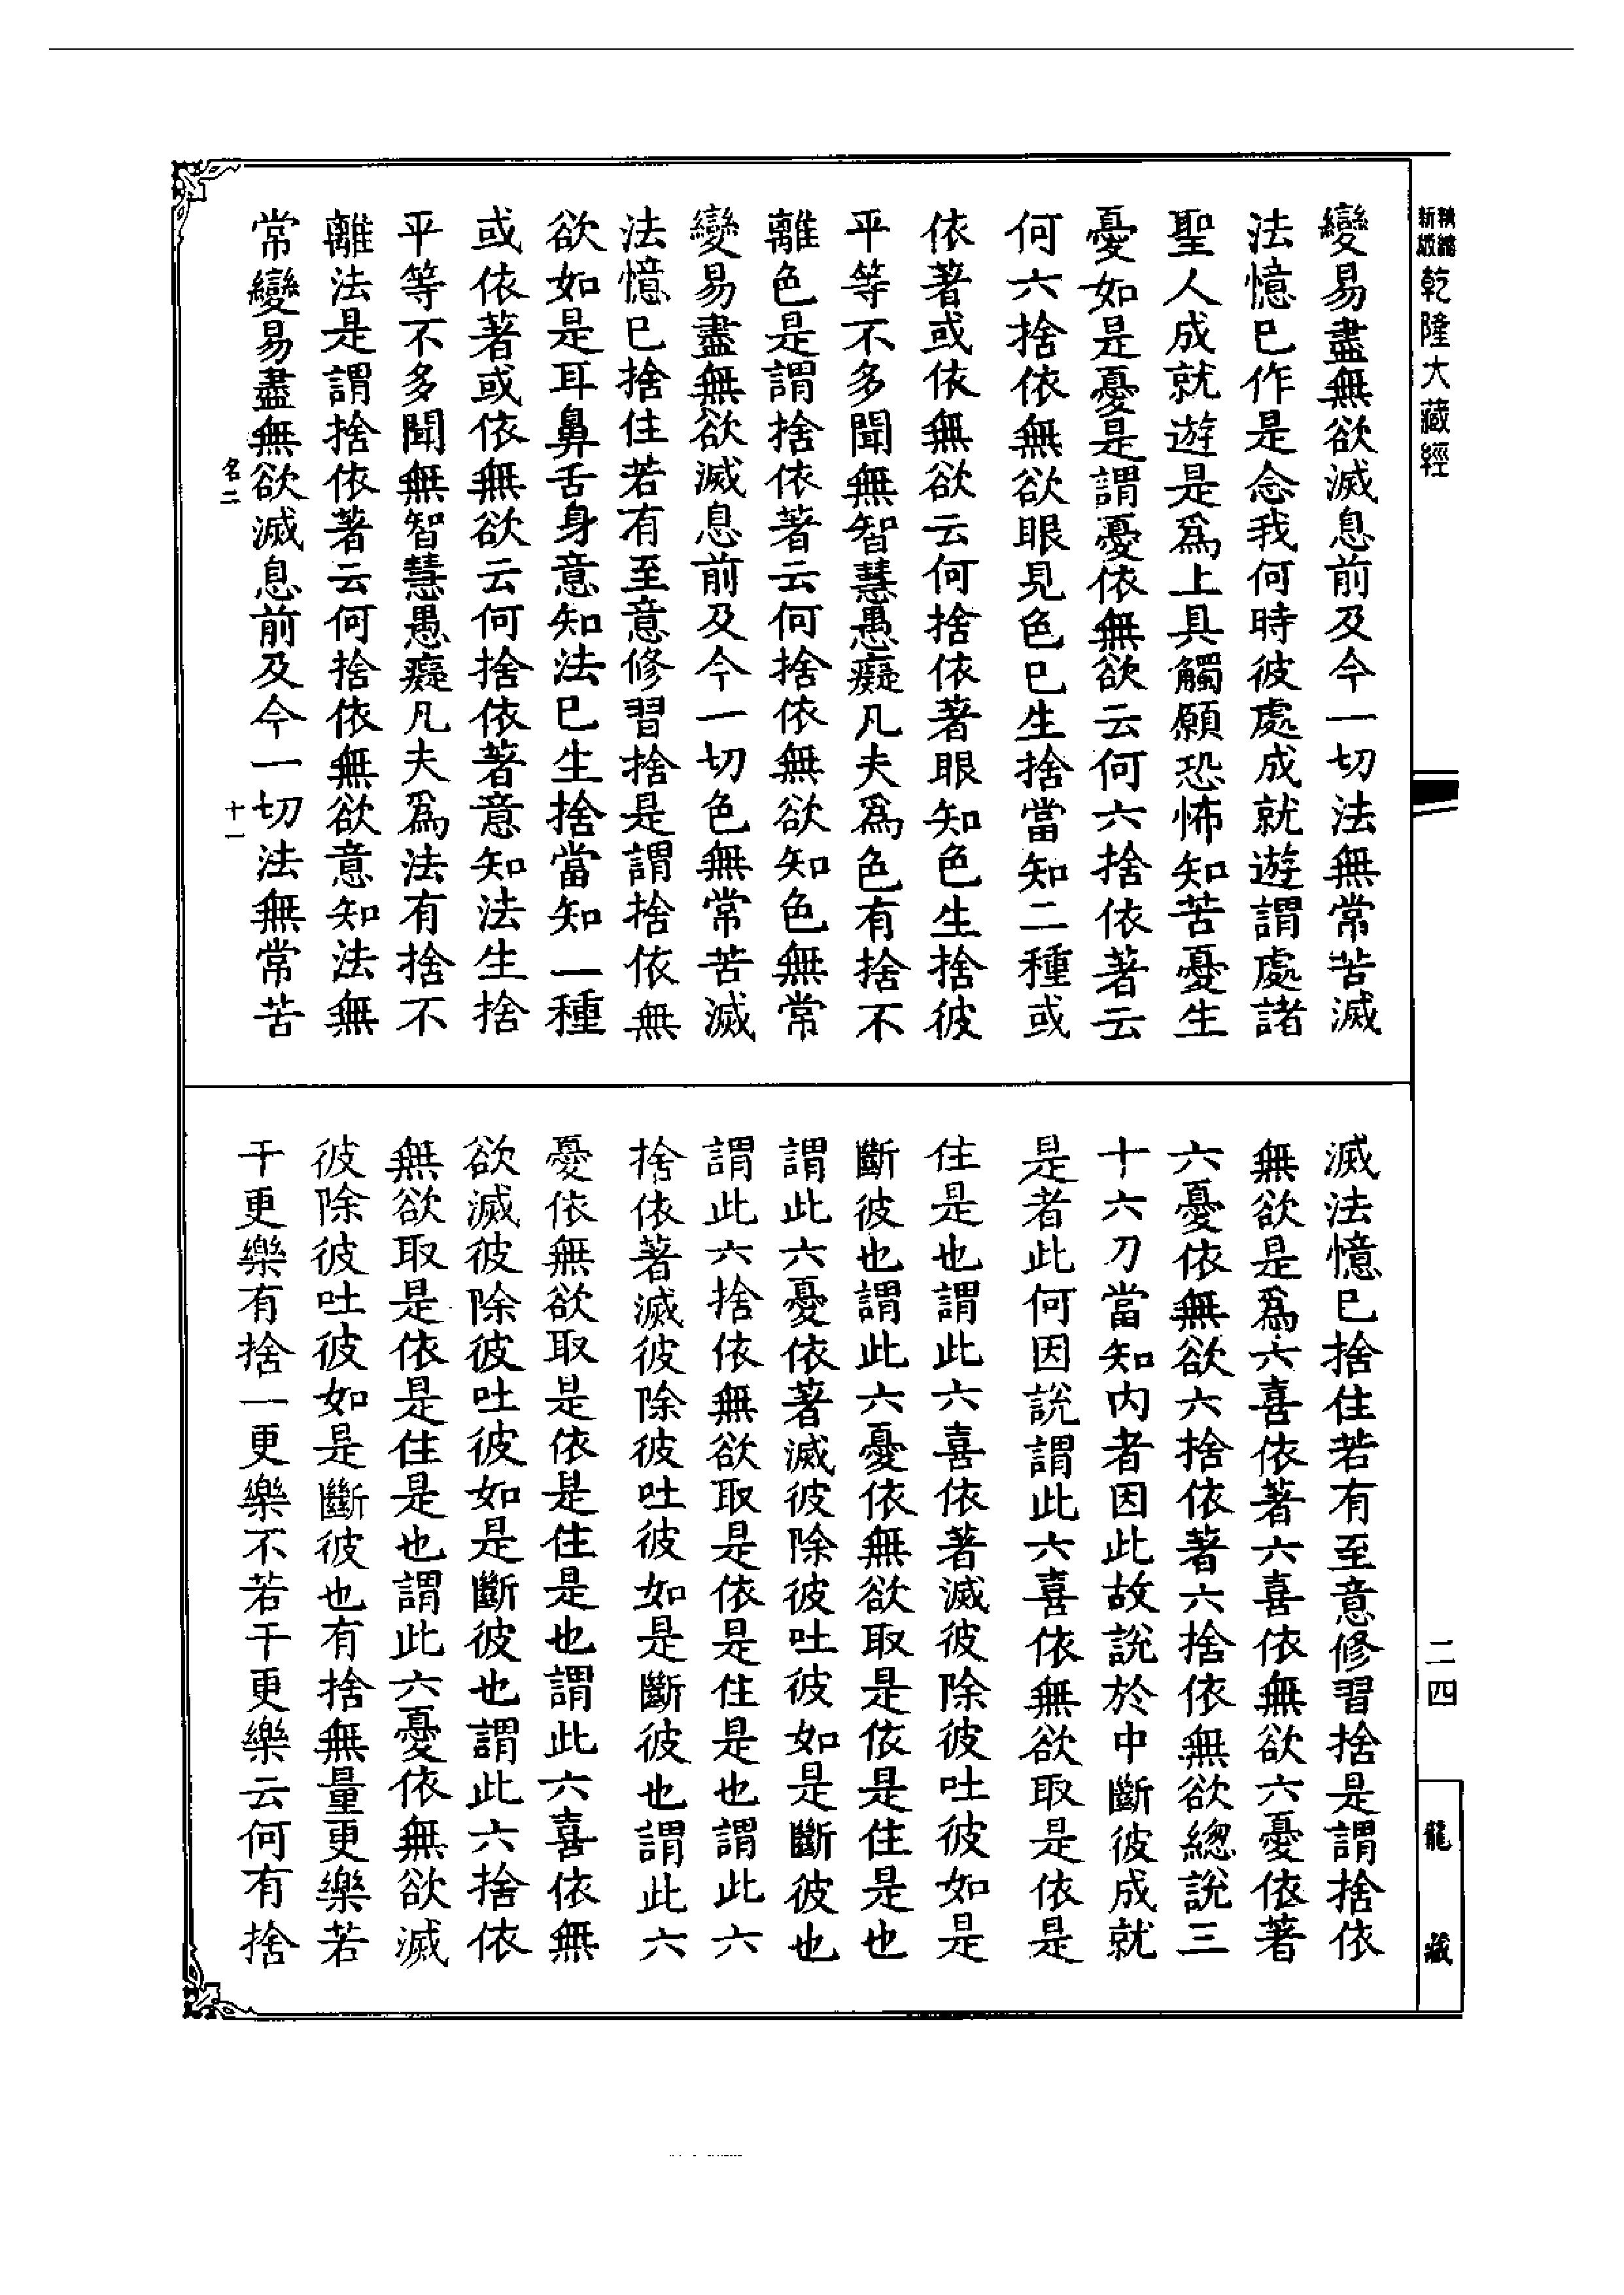 新縮
乾隆大藏經
變易盡無欲滅息前及今一切法無常苦滅
法憶已作是念我何時彼處成就遊謂處諸
聖人成就遊是為上具觸願恐怖知苦憂生
憂如是憂是謂憂依無欲云何六捨依著云
何六捨依無欲眼見色已生捨當知二種或
依著或依無欲云何捨依著眼知色生捨彼
平等不多聞無智慧愚癡凡夫為色有捨不
離色是謂捨依著云何捨依無欲知色無常
變易盡無欲滅息前及今一切色無常苦滅
法憶已捨住若有至意修習捨是謂捨依無
欲如是耳鼻舌身意知法已生捨當知一種
或依著或依無欲云何捨依著意知法生捨
平等不多聞無智慧愚癡凡夫為法有捨不
離法是謂捨依著云何捨依無欲意知法無
常變易盡無欲滅息前及今一切法無常苦
名二
十一
滅法憶已捨住若有至意修習捨是謂捨依
無欲是為六喜依著六喜依無欲六憂依著
六憂依無欲六捨依著六捨依無欲總說三
十六刀當知內者因此故說於中斷彼成就
是者此何因說謂此六喜依無欲取是依是
住是也謂此六喜依著滅彼除彼吐彼如是
斷彼也謂此六憂依無欲取是依是住是也
謂此六憂依著滅彼除彼吐彼如是斷彼也
謂此六捨依無欲取是依是住是也謂此六
捨依著滅彼除彼吐彼如是斷彼也謂此六
憂依無欲取是依是住是也謂此六喜依無
欲滅彼除彼吐彼如是斷彼也謂此六捨依
無欲取是依是住是也謂此六憂依無欲滅
彼除彼吐彼如是斷彼也有捨無量更樂若
干更樂有捨一更樂不若干更樂云何有捨
二四
龍藏